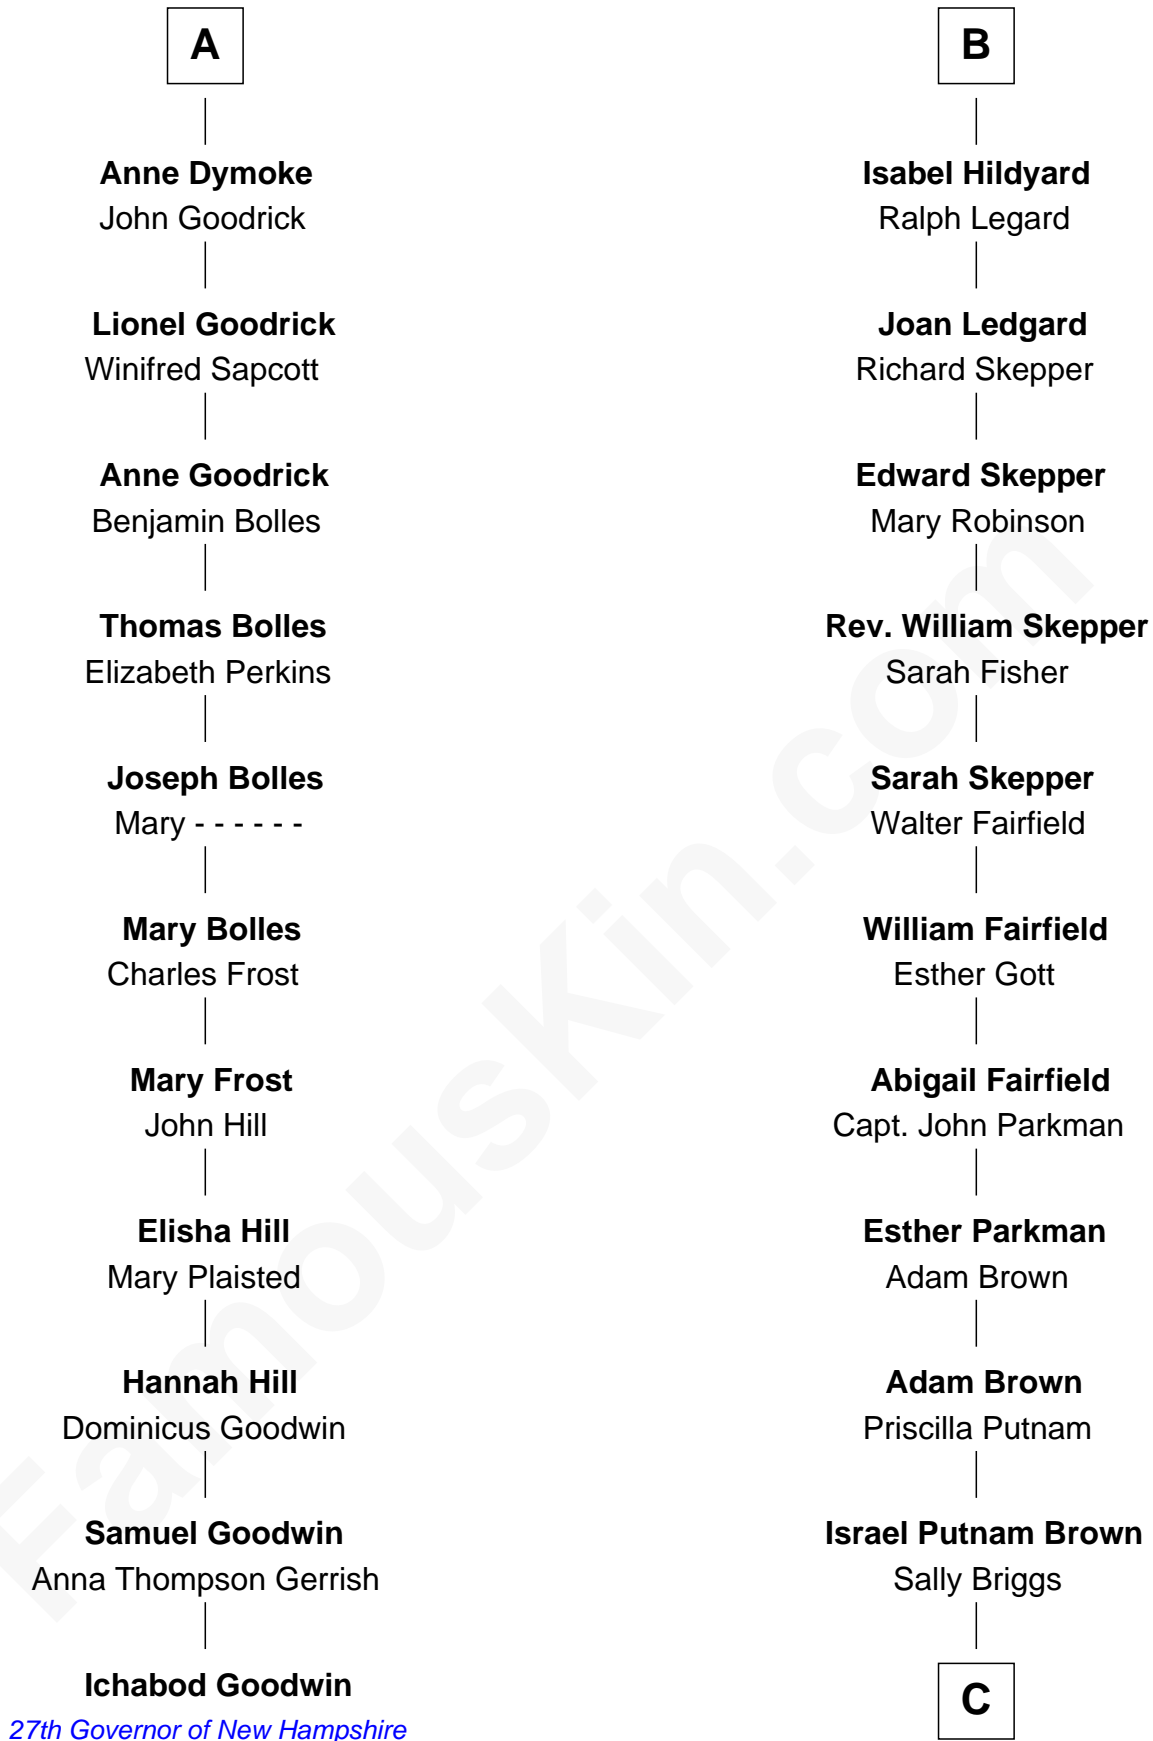 A
Anne Dymoke
John Goodrick
Lionel Goodrick
Winifred Sapcott
Anne Goodrick
Benjamin Bolles
Thomas Bolles
Elizabeth Perkins
Joseph Bolles
Mary - - - - - -
Mary Bolles
Charles Frost
Mary Frost
John Hill
Elisha Hill
Mary Plaisted
Hannah Hill
Dominicus Goodwin
Samuel Goodwin
Anna Thompson Gerrish
Ichabod Goodwin
27th Governor of New Hampshire
B
Isabel Hildyard
Ralph Legard
Joan Ledgard
Richard Skepper
Edward Skepper
Mary Robinson
Rev. William Skepper
Sarah Fisher
Sarah Skepper
Walter Fairfield
William Fairfield
Esther Gott
Abigail Fairfield
Capt. John Parkman
Esther Parkman
Adam Brown
Adam Brown
Priscilla Putnam
Israel Putnam Brown
Sally Briggs
C
FamousKin.com